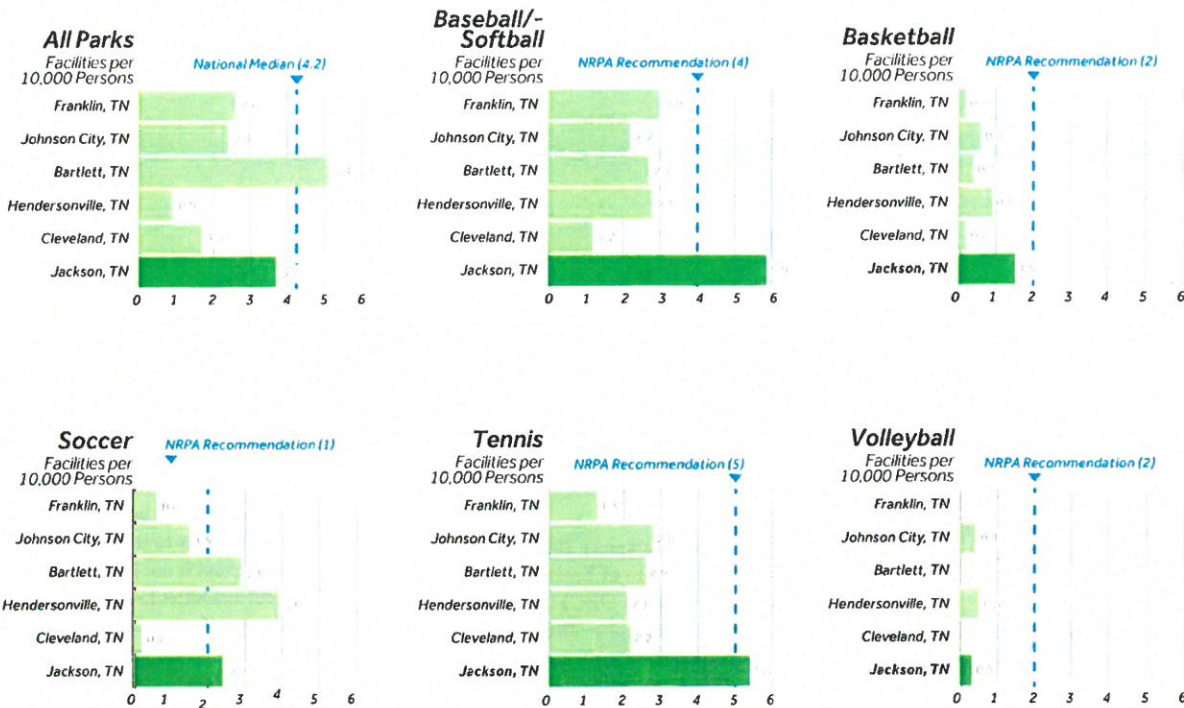 All Parks
Facilities per
10,000 Persons
National Median (4.2)
Franklin, TN
Johnson City, TN
Bartlett, TN
Hendersonville, TN
Cleveland, TN
Jackson, TN
0 1 2 3 4 5 6
Baseball/-
Softball
Facilities per
10,000 Persons
NRPA Recommendation (4)
Franklin, TN
Johnson City, TN
Bartlett, TN
Hendersonville, TN
Cleveland, TN
Jackson, TN
0 1 2 3 4 5 6
Basketball
Facilities per
10,000 Persons
NRPA Recommendation (2)
Franklin, TN
Johnson City, TN
Bartlett, TN
Hendersonville, TN
Cleveland, TN
Jackson, TN
0 1 2 3 4 5 6
Soccer
Facilities per
10,000 Persons
NRPA Recommendation (1)
Franklin, TN
Johnson City, TN
Bartlett, TN
Hendersonville, TN
Cleveland, TN
Jackson, TN
0 1 2 3 4 5 6
Tennis
Facilities per
10,000 Persons
NRPA Recommendation (5)
Franklin, TN
Johnson City, TN
Bartlett, TN
Hendersonville, TN
Cleveland, TN
2.2
Jackson, TN
0 1 2 3 4 5 6
Volleyball
Facilities per
10,000 Persons
NRPA Recommendation (2)
Franklin, TN
Johnson City, TN
Bartlett, TN
Hendersonville, TN
Cleveland, TN
Jackson, TN
0 1 2 3 4 5 6